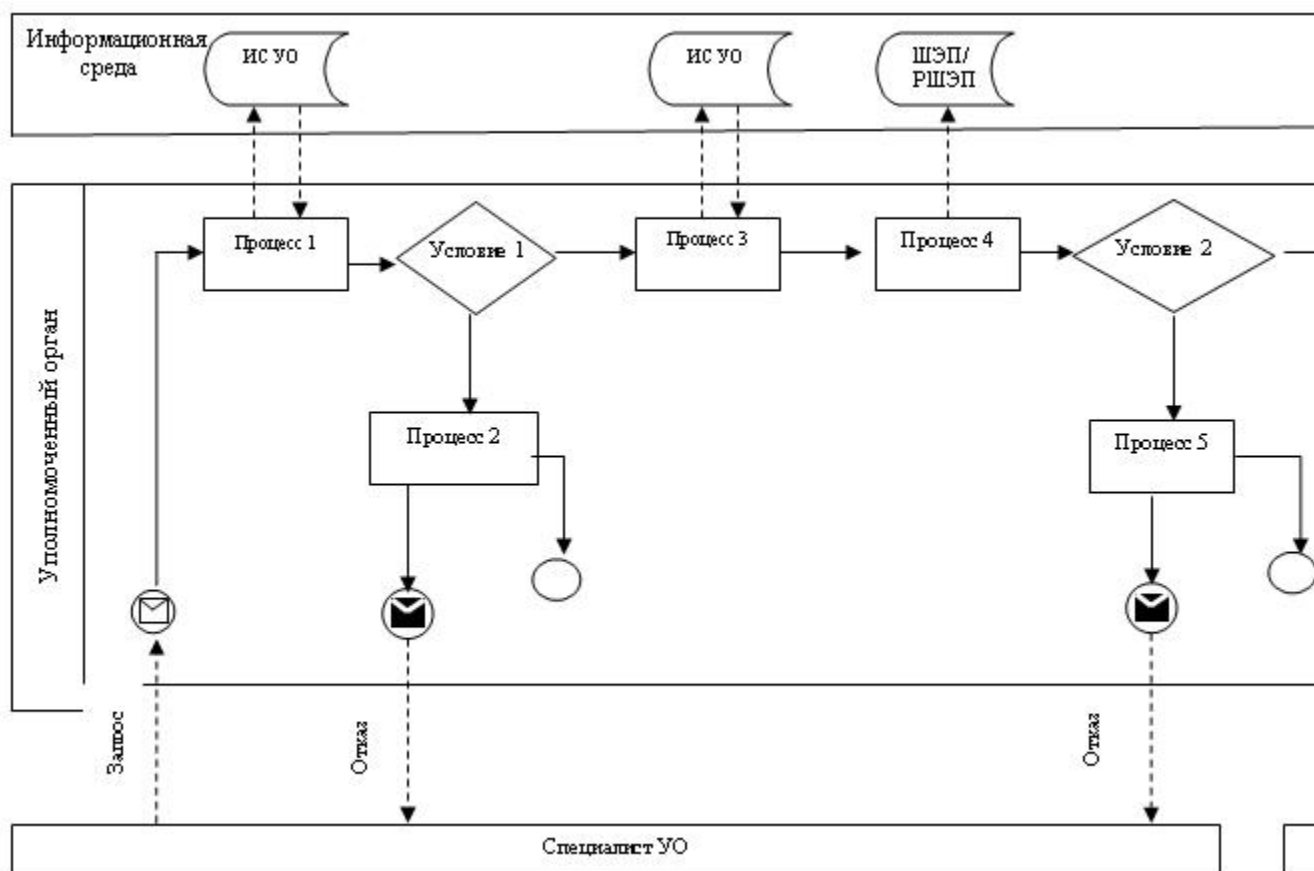 Информационная
среда
ИС УО
ИС УО
ШЭП/
РШЭП
Процесс 1
Условие 1
Процесс 3
Процесс 4
Условие 2
Уполномоченный орган
Процесс 2
Процесс 5
Запрос
Отказ
Отказ
Специалист УО